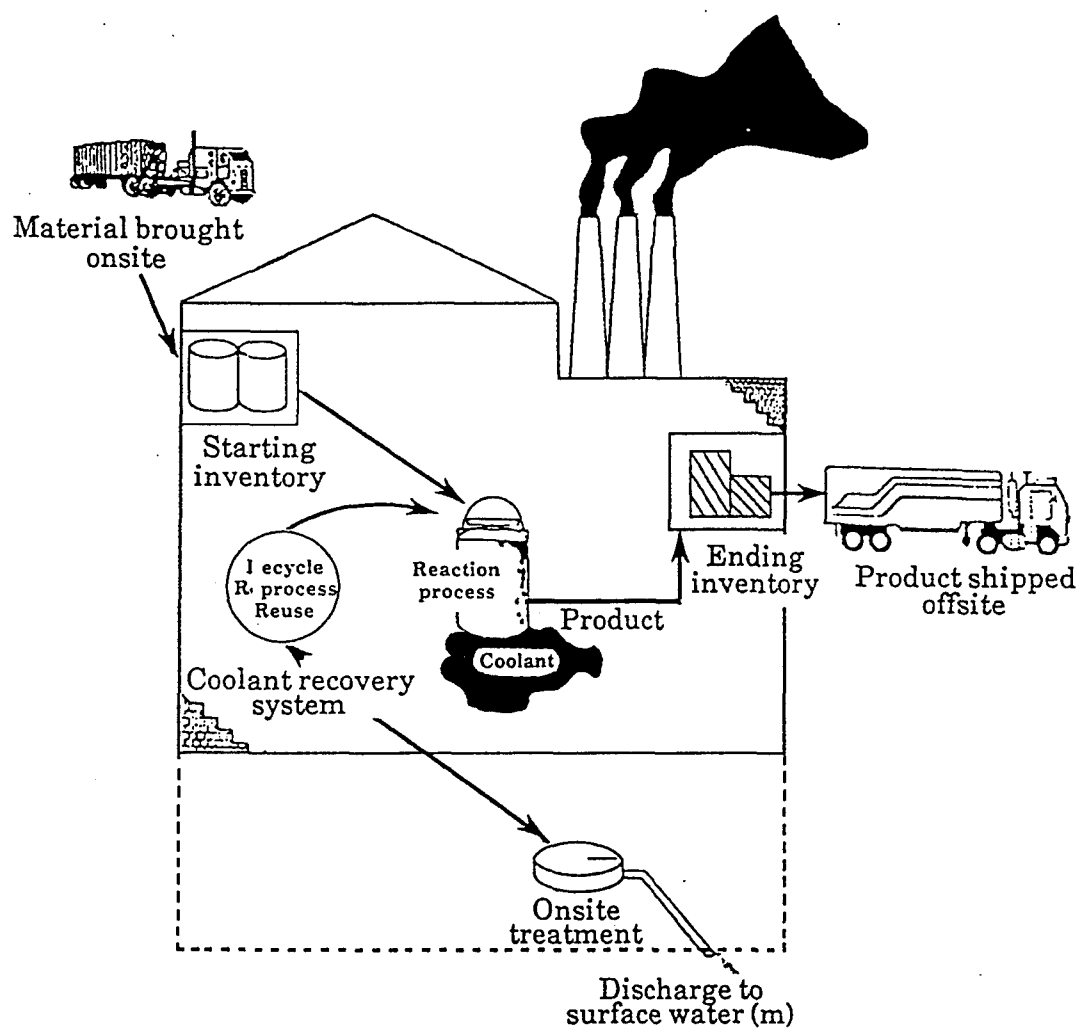 Material brought
onsite
Starting
inventory
I ecycle
R. process
Reuse
Reaction
process
Product
Coolant
Coolant recovery
system
Ending
inventory
Product shipped
offsite
Onsite
treatment
Discharge to
surface water (m)